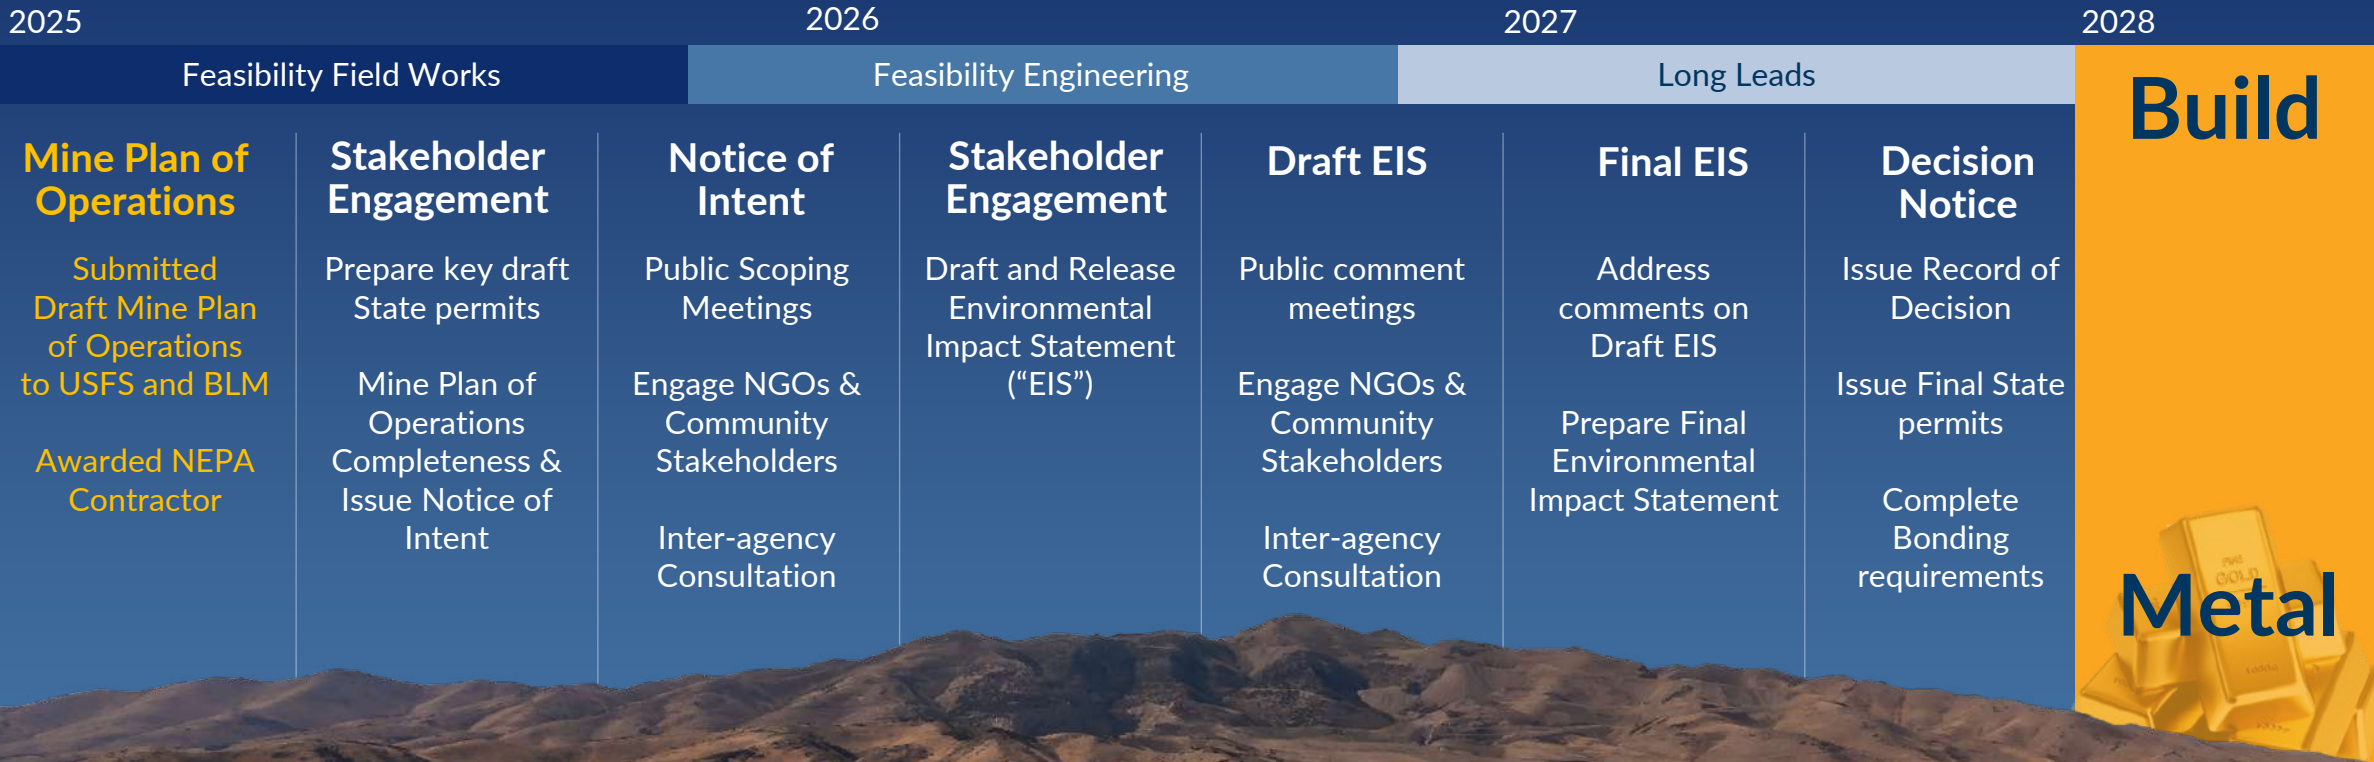 2025
2026
2027
2028
Feasibility Field Works
Feasibility Engineering
Long Leads
Mine Plan of
Operations
Submitted
Draft Mine Plan
of Operations
to USFS and BLM
Awarded NEPA
Contractor
Stakeholder
Engagement
Prepare key draft
State permits
Mine Plan of
Operations
Completeness &
Issue Notice of
Intent
Notice of
Intent
Public Scoping
Meetings
Engage NGOs &
Community
Stakeholders
Inter-agency
Consultation
Stakeholder
Engagement
Draft and Release
Environmental
Impact Statement
(“EIS”)
Draft EIS
Public comment
meetings
Engage NGOs &
Community
Stakeholders
Inter-agency
Consultation
Final EIS
Address
comments on
Draft EIS
Prepare Final
Environmental
Impact Statement
Decision
Notice
Issue Record of
Decision
Issue Final State
permits
Complete
Bonding
requirements
Build
GOLD
Metal